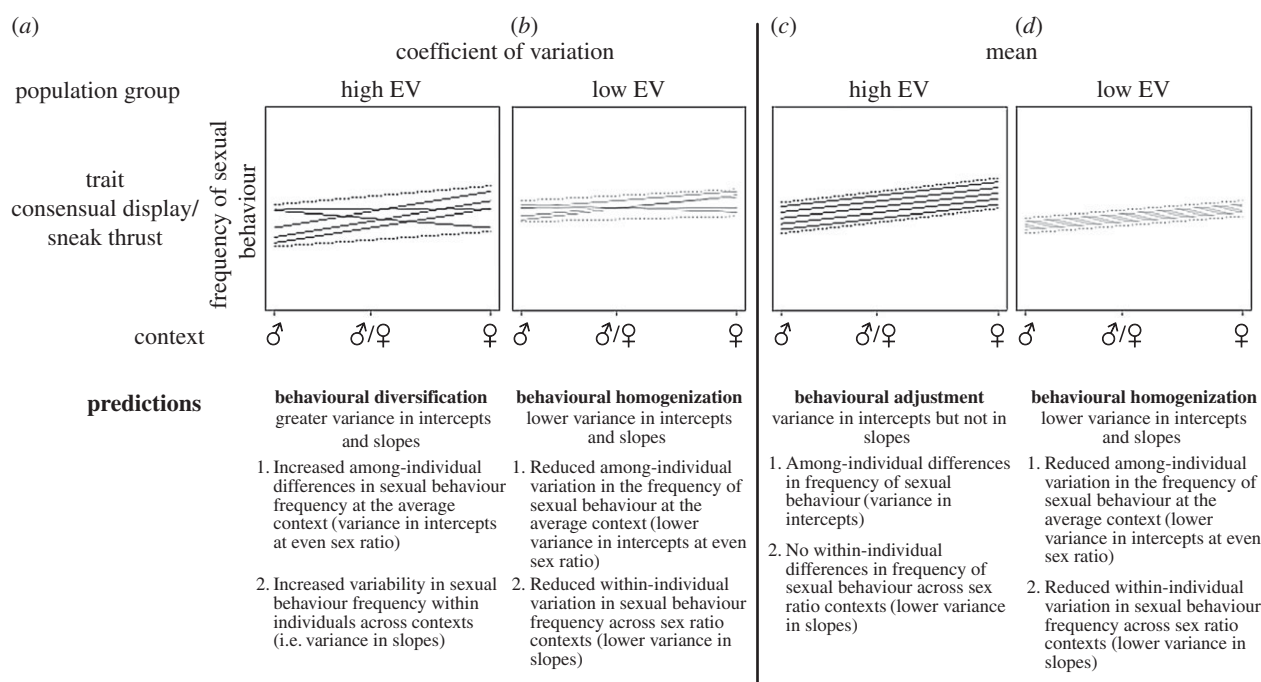 (a)
(b)
(c)
(d)
coefficient of variation
mean
population group
high EV
low EV
high EV
low EV
trait
consensual display/
sneak thrust
frequency of sexual
behaviour
context
♂
♂/♀
♀
♂
♂/♀
♀
♂
♂/♀
♀
♂
♂/♀
♀
predictions
behavioural diversification
greater variance in intercepts
and slopes
1. Increased among-individual
differences in sexual behaviour
frequency at the average
context (variance in intercepts
at even sex ratio)
2. Increased variability in sexual
behaviour frequency within
individuals across contexts
(i.e. variance in slopes)
behavioural homogenization
lower variance in intercepts
and slopes
1. Reduced among-individual
variation in the frequency of
sexual behaviour at the
average context (lower
variance in intercepts at even
sex ratio)
2. Reduced within-individual
variation in sexual behaviour
frequency across sex ratio
contexts (lower variance in
slopes)
behavioural adjustment
variance in intercepts but not in
slopes
1. Among-individual differences
in frequency of sexual
behaviour (variance in
intercepts)
2. No within-individual
differences in frequency of
sexual behaviour across sex
ratio contexts (lower variance
in slopes)
behavioural homogenization
lower variance in intercepts
and slopes
1. Reduced among-individual
variation in the frequency of
sexual behaviour at the
average context (lower
variance in intercepts at even
sex ratio)
2. Reduced within-individual
variation in sexual behaviour
frequency across sex ratio
contexts (lower variance in
slopes)